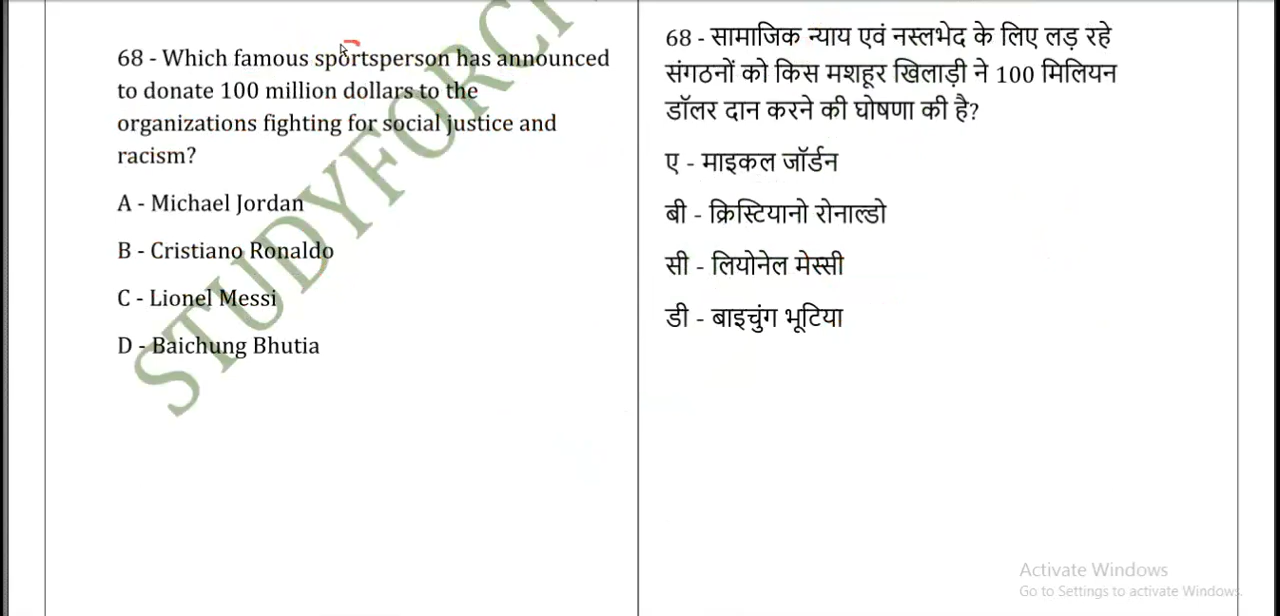 68 - Which famous sportsperson has announced
to donate 100 million dollars to the
organizations fighting for social justice and
racism?
A - Michael Jordan
B - Cristiano Ronaldo
C - Lionel Messi
D - Baichung Bhutia
STUDYFORCI
68 - सामाजिक न्याय एवं नस्लभेद के लिए लड़ रहे
संगठनों को किस मशहूर खिलाड़ी ने 100 मिलियन
डॉलर दान करने की घोषणा की है?
ए - माइकल जॉर्डन
बी - क्रिस्टियानो रोनाल्डो
सी - लियोनेल मेस्सी
डी - बाइचुंग भूटिया
Activate Windows
Go to Settings to activate Windows.